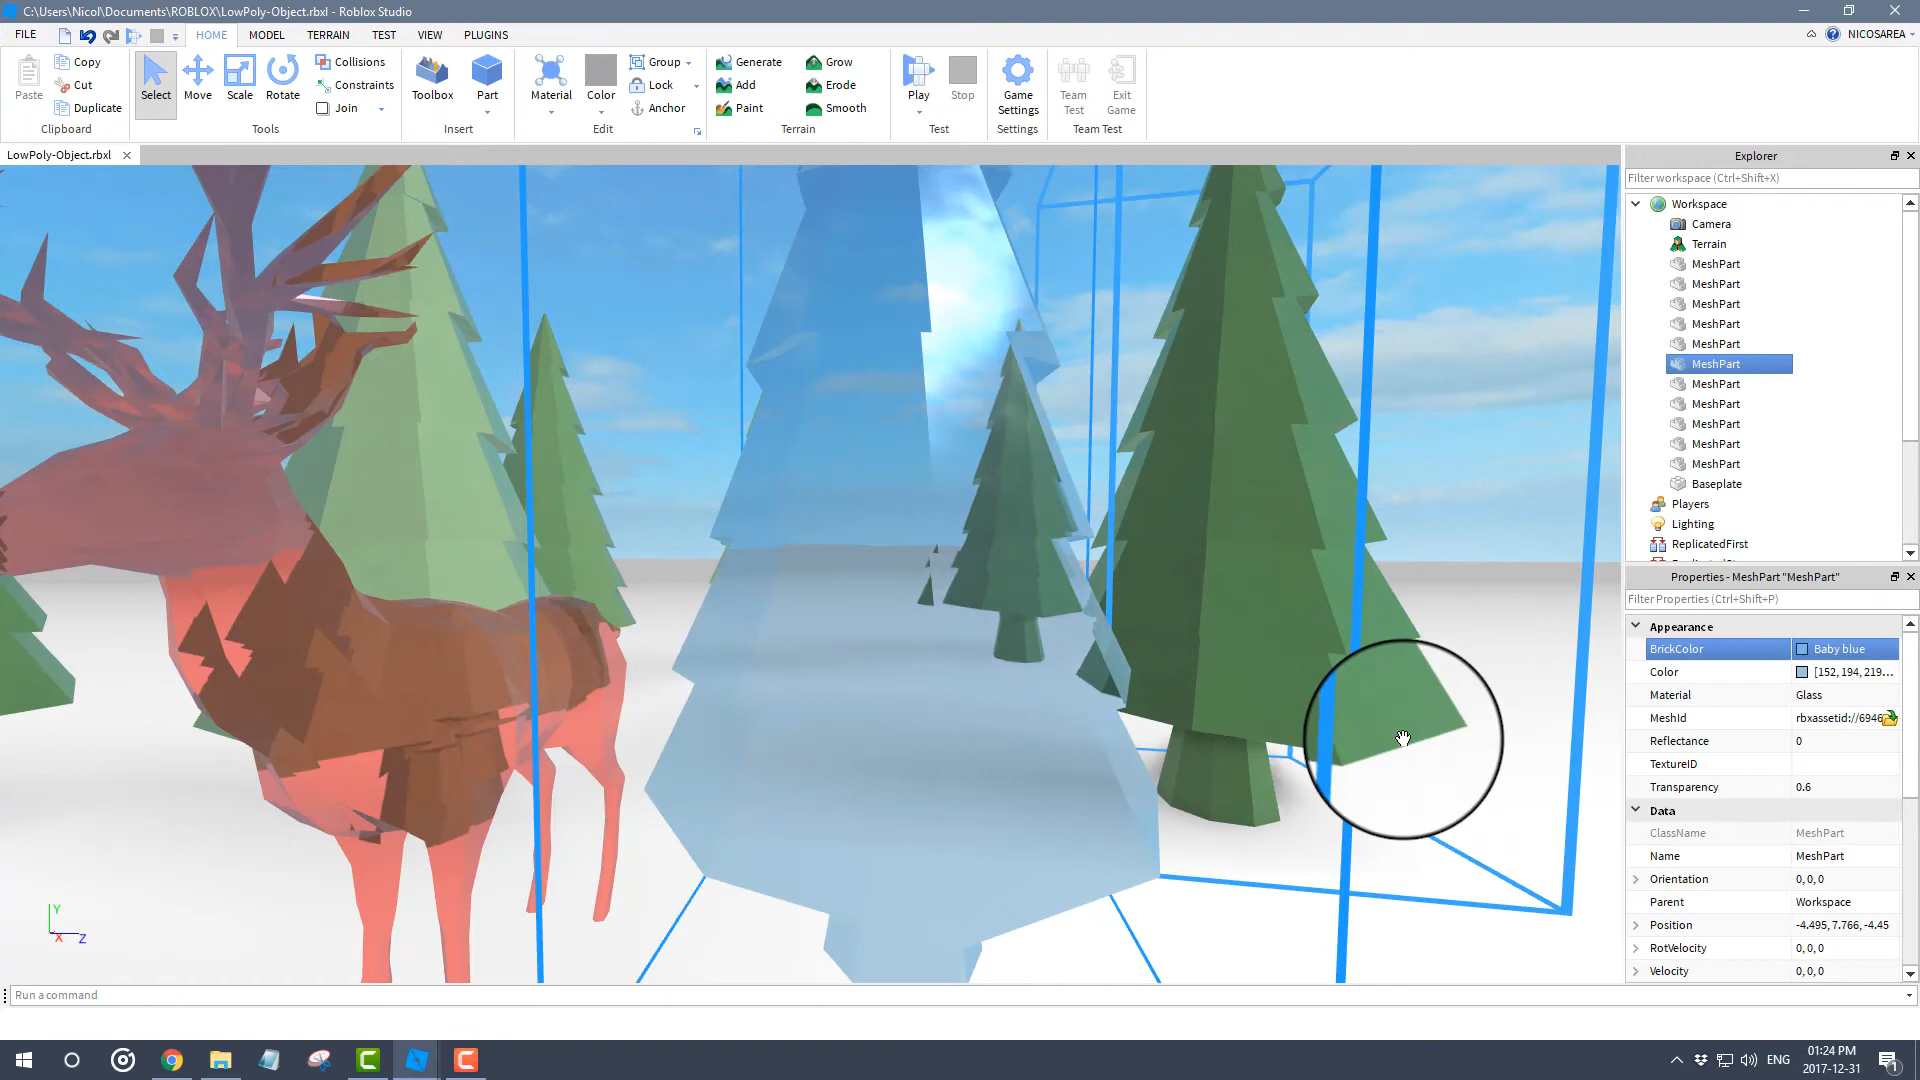 C:\Users\Nicol\Documents\ROBLOX\LowPoly-Object.rbxl - Roblox Studio
FILE HOME MODEL TERRAIN TEST VIEW PLUGINS NICOSAREA
Paste Copy Cut Duplicate
Clipboard
Select Move Scale Rotate Collisions Constraints Join
Tools
Toolbox Part
Insert
Material Color Group Lock Anchor
Edit
Generate Grow
Add Erode
Paint Smooth
Terrain
Play Stop
Test
Game Settings
Settings
Team Test Exit Game
Team Test
LowPoly-Object.rbxl
Explorer
Filter workspace (Ctrl+Shift+X)
Workspace
Camera
Terrain
MeshPart
MeshPart
MeshPart
MeshPart
MeshPart
MeshPart
MeshPart
MeshPart
MeshPart
MeshPart
MeshPart
Baseplate
Players
Lighting
ReplicatedFirst
Properties - MeshPart "MeshPart"
Filter Properties (Ctrl+Shift+P)
Appearance
BrickColor Baby blue
Color [152, 194, 219...
Material Glass
MeshId rbxassetid://6946
Reflectance 0
TextureID
Transparency 0.6
Data
ClassName MeshPart
Name MeshPart
Orientation 0, 0, 0
Parent Workspace
Position -4.495, 7.766, -4.45
RotVelocity 0, 0, 0
Velocity 0, 0, 0
Y
X Z
Run a command
ENG 01:24 PM
2017-12-31
1